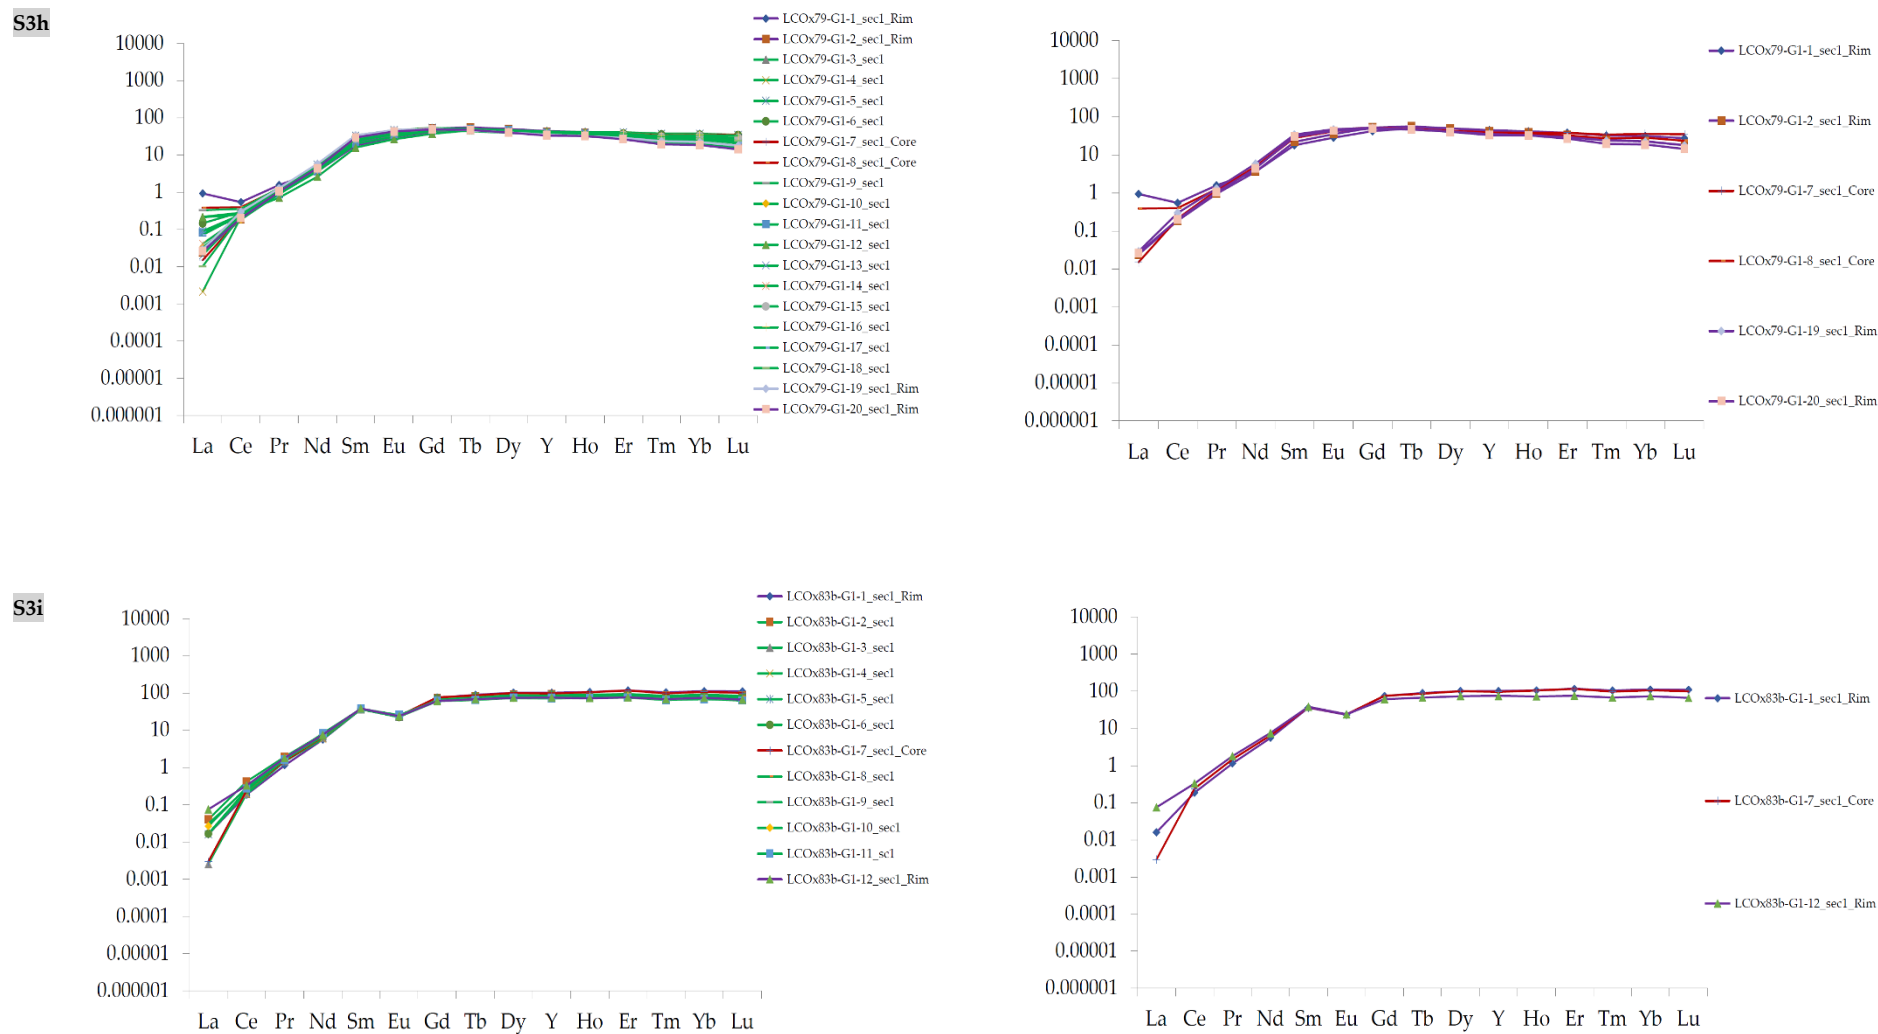 S3h
10000
1000
100
10
1
0.1
0.01
0.001
0.0001
0.00001
0.000001
La Ce Pr Nd Sm Eu Gd Tb Dy Y Ho Er Tm Yb Lu
LCOx79-G1-1_sec1_Rim
LCOx79-G1-2_sec1_Rim
LCOx79-G1-3_sec1
LCOx79-G1-4_sec1
LCOx79-G1-5_sec1
LCOx79-G1-6_sec1
LCOx79-G1-7_sec1_Core
LCOx79-G1-8_sec1_Core
LCOx79-G1-9_sec1
LCOx79-G1-10_sec1
LCOx79-G1-11_sec1
LCOx79-G1-12_sec1
LCOx79-G1-13_sec1
LCOx79-G1-14_sec1
LCOx79-G1-15_sec1
LCOx79-G1-16_sec1
LCOx79-G1-17_sec1
LCOx79-G1-18_sec1
LCOx79-G1-19_sec1_Rim
LCOx79-G1-20_sec1_Rim
10000
1000
100
10
1
0.1
0.01
0.001
0.0001
0.00001
0.000001
La Ce Pr Nd Sm Eu Gd Tb Dy Y Ho Er Tm Yb Lu
LCOx79-G1-1_sec1_Rim
LCOx79-G1-2_sec1_Rim
LCOx79-G1-7_sec1_Core
LCOx79-G1-8_sec1_Core
LCOx79-G1-19_sec1_Rim
LCOx79-G1-20_sec1_Rim
S3i
10000
1000
100
10
1
0.1
0.01
0.001
0.0001
0.00001
0.000001
La Ce Pr Nd Sm Eu Gd Tb Dy Y Ho Er Tm Yb Lu
LCOx83b-G1-1_sec1_Rim
LCOx83b-G1-2_sec1
LCOx83b-G1-3_sec1
LCOx83b-G1-4_sec1
LCOx83b-G1-5_sec1
LCOx83b-G1-6_sec1
LCOx83b-G1-7_sec1_Core
LCOx83b-G1-8_sec1
LCOx83b-G1-9_sec1
LCOx83b-G1-10_sec1
LCOx83b-G1-11_sc1
LCOx83b-G1-12_sec1_Rim
10000
1000
100
10
1
0.1
0.01
0.001
0.0001
0.00001
0.000001
La Ce Pr Nd Sm Eu Gd Tb Dy Y Ho Er Tm Yb Lu
LCOx83b-G1-1_sec1_Rim
LCOx83b-G1-7_sec1_Core
LCOx83b-G1-12_sec1_Rim